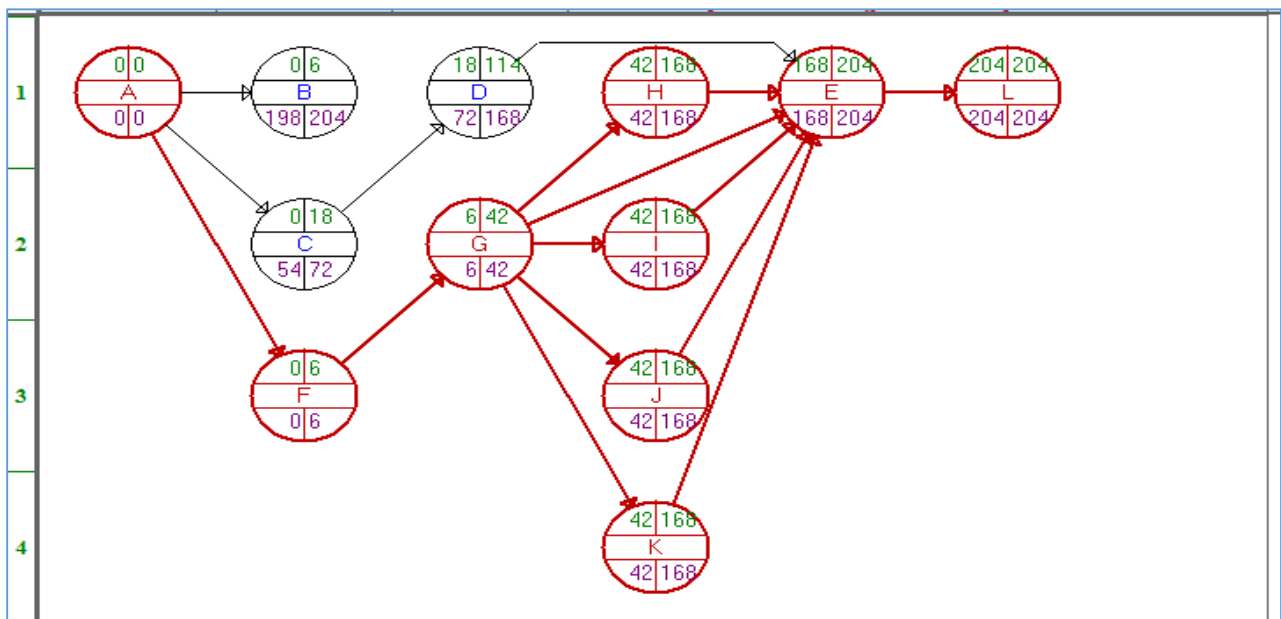 0 0 0 6 18 114 42 168 168 204 204 204
1 A B D H E L
0 0 198 204 72 168 42 168 168 204 204 204
0 18 6 42 42 168
2 C G I
54 72 6 42 42 168
0 6 42 168
3 F J
0 6 42 168
42 168
4 K
42 168